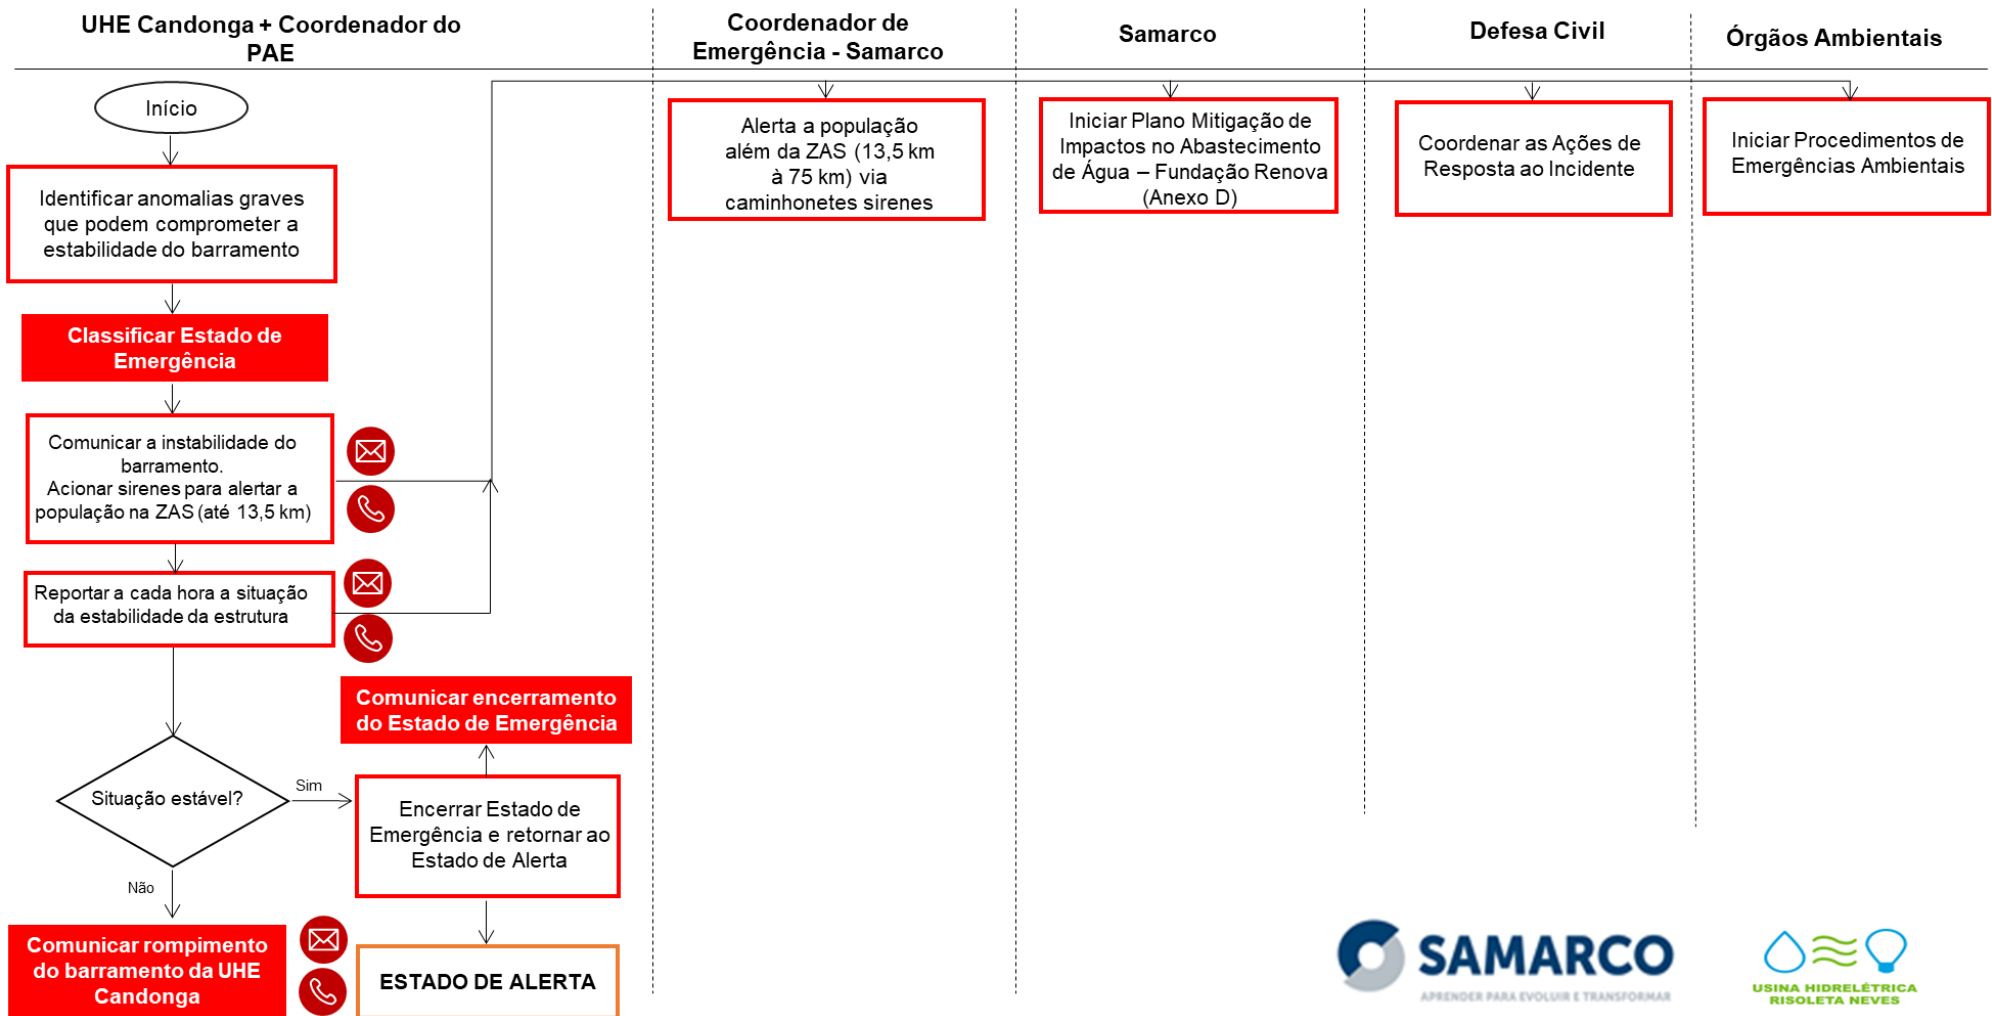 UHE Candonga + Coordenador do
PAE
Coordenador de
Emergência - Samarco
Samarco
Defesa Civil
Órgãos Ambientais
Início
Identificar anomalias graves
que podem comprometer a
estabilidade do barramento
Classificar Estado de
Emergência
Comunicar a instabilidade do
barramento.
Acionar sirenes para alertar a
população na ZAS (até 13,5 km)
Reportar a cada hora a situação
da estabilidade da estrutura
Situação estável?
Sim
Não
Comunicar encerramento
do Estado de Emergência
Encerrar Estado de
Emergência e retornar ao
Estado de Alerta
ESTADO DE ALERTA
Comunicar rompimento
do barramento da UHE
Candonga
Alerta a população
além da ZAS (13,5 km
à 75 km) via
caminhonetes sirenes
Iniciar Plano Mitigação de
Impactos no Abastecimento
de Água – Fundação Renova
(Anexo D)
Coordenar as Ações de
Resposta ao Incidente
Iniciar Procedimentos de
Emergências Ambientais
SAMARCO
APRENDER PARA EVOLUIR E TRANSFORMAR
USINA HIDRELÉTRICA
RISOLETA NEVES